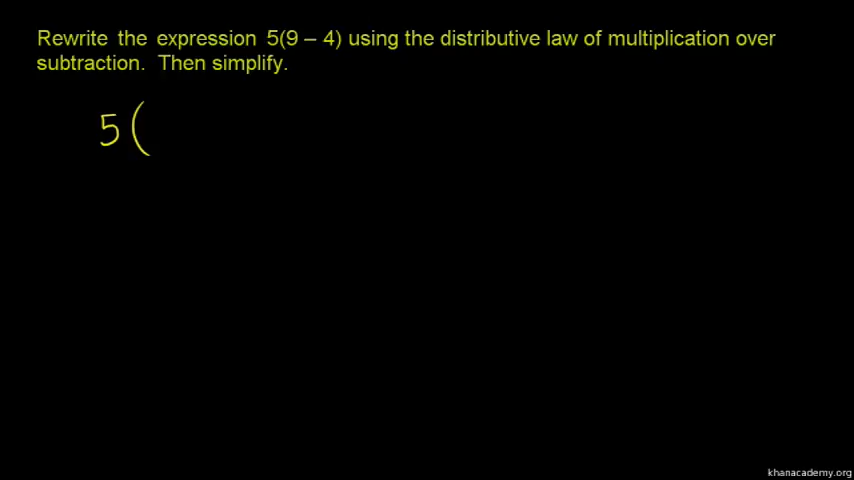 Rewrite the expression 5(9 – 4) using the distributive law of multiplication over
subtraction. Then simplify.
5(
khanacademy.org